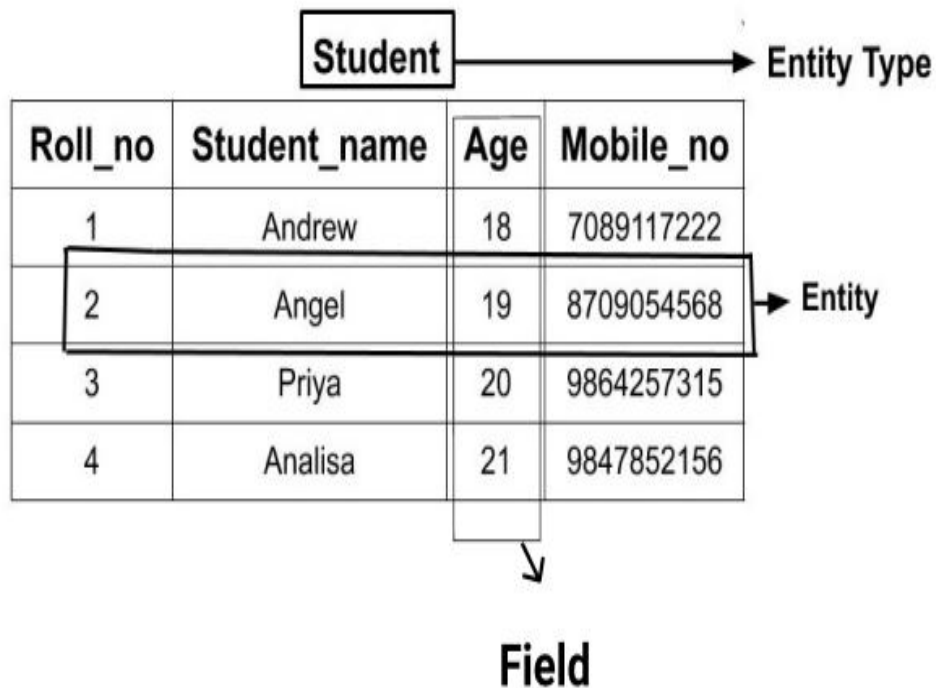 Student Entity Type
Roll_no Student_name Age Mobile_no
1 Andrew 18 7089117222
2 Angel 19 8709054568 Entity
3 Priya 20 9864257315
4 Analisa 21 9847852156
Field